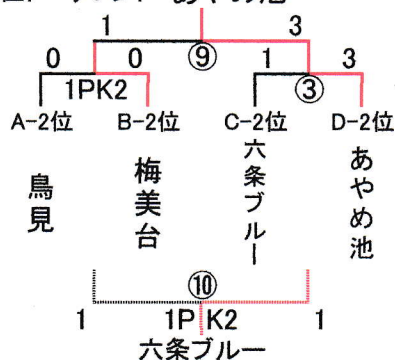 あやめ池
1 3
⑨
0 0 1 3
1PK2 ③
A-2位 B-2位 C-2位 D-2位
鳥見
梅美台
六条ブルー
あやめ池
⑩
1 1PK2 1
六条ブルー